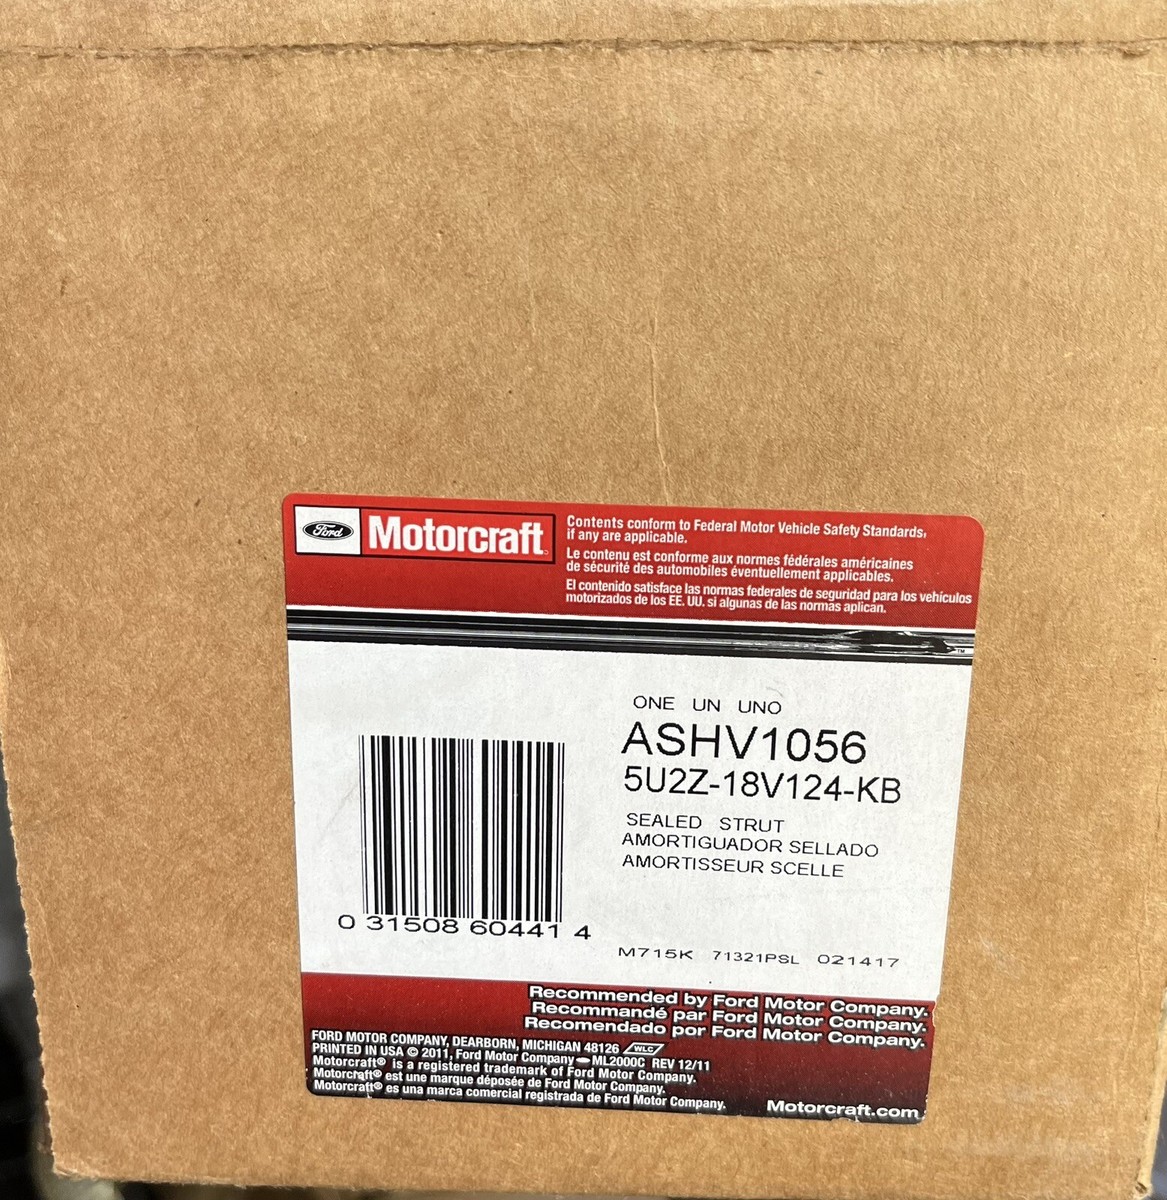 Ford
Motorcraft®
Contents conform to Federal Motor Vehicle Safety Standards,
if any are applicable.
Le contenu est conforme aux normes fédérales américaines
de sécurité des automobiles éventuellement applicables.
El contenido satisface las normas federales de seguridad para los vehículos
motorizados de los EE. UU. si algunas de las normas aplican.
TM
ONE UN UNO
ASHV1056
5U2Z-18V124-KB
SEALED STRUT
AMORTIGUADOR SELLADO
AMORTISSEUR SCELLE
0 31508 60441 4
M715K 71321PSL 021417
Recommended by Ford Motor Company.
Recommandé par Ford Motor Company.
Recomendado por Ford Motor Company.
FORD MOTOR COMPANY, DEARBORN, MICHIGAN 48126 WLC
PRINTED IN USA © 2011, Ford Motor Company ML2000C REV 12/11
Motorcraft® is a registered trademark of Ford Motor Company.
Motorcraft® est une marque déposée de Ford Motor Company.
Motorcraft® es una marca comercial registrada de Ford Motor Company.
Motorcraft.com